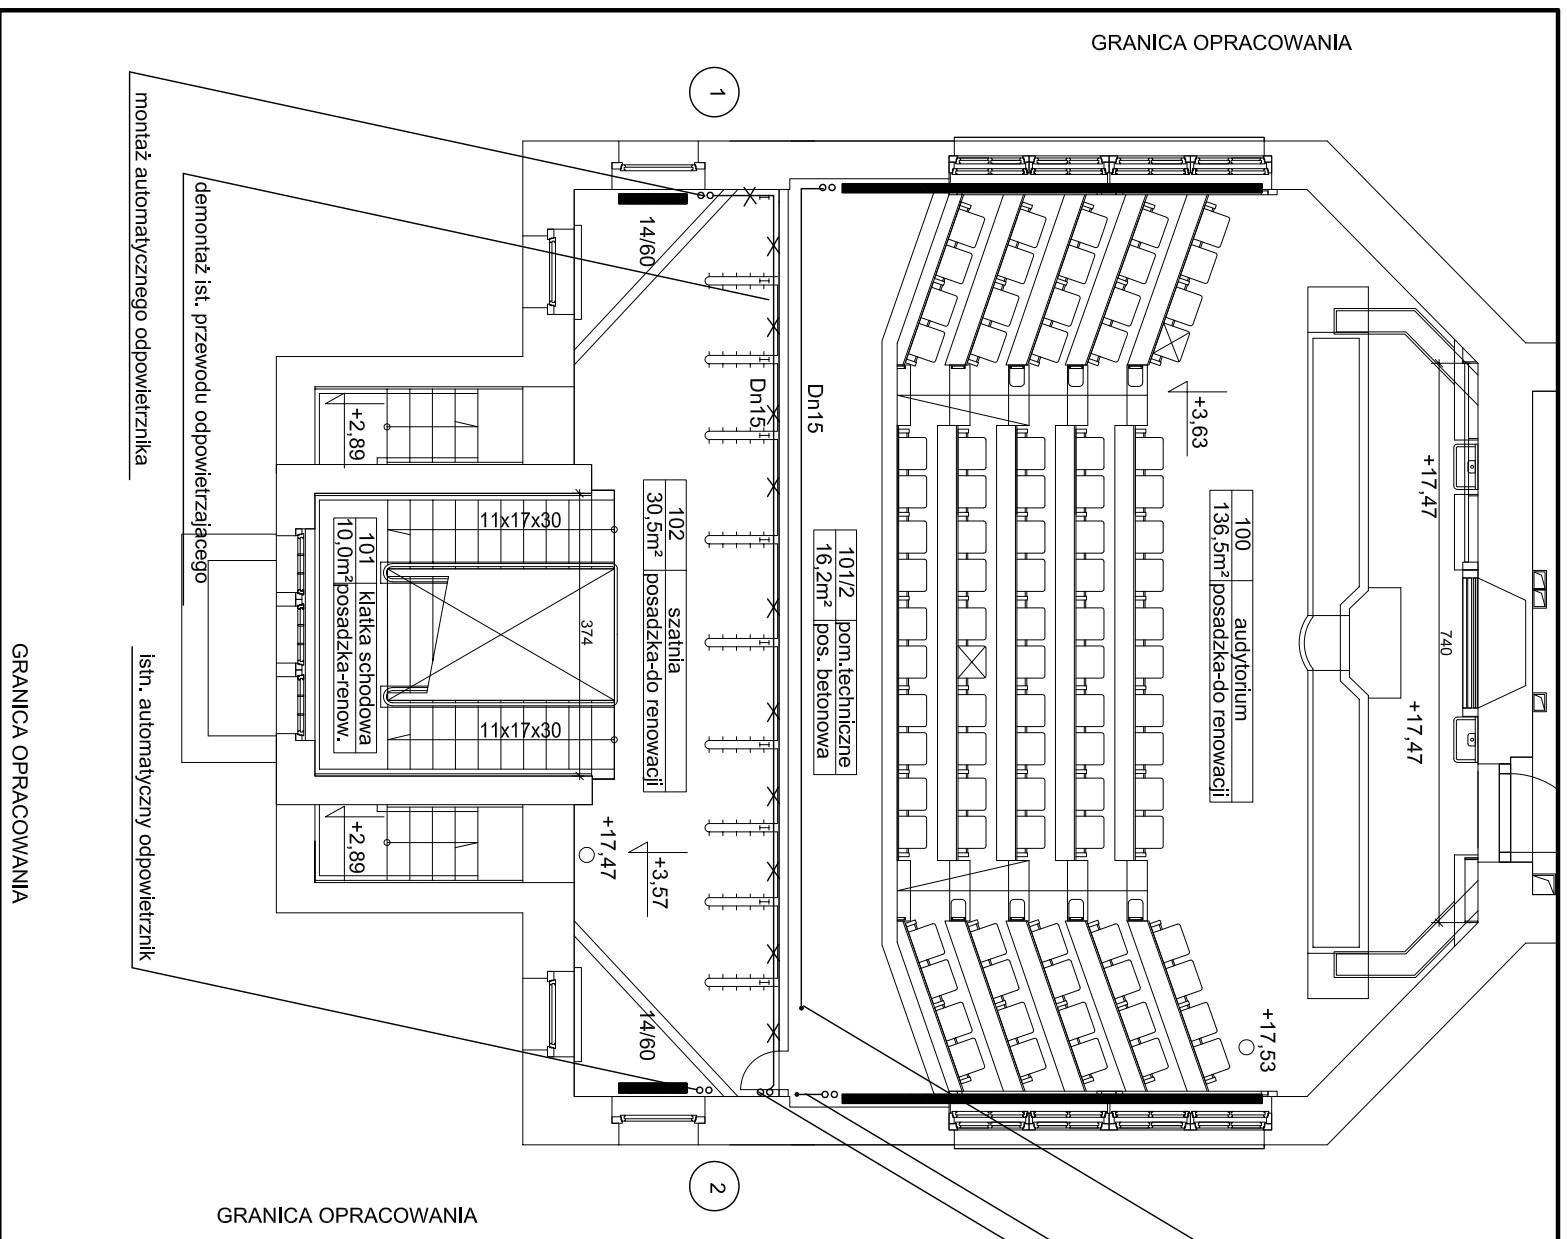 GRANICA OPRACOWANIA
1
montaż automatycznego odpowietrznika
demontaż ist. przewodu odpowietrzającego
14/60
Dn15
Dn15
+3,63
+17,47
+2,89
102
szatnia
30,5m²
posadzka-do renowacji
101/2
pom.techniczne
16,2m²
pos. betonowa
100
audytorium
136,5m²
posadzka-do renowacji
11x17x30
101
klatka schodowa
10,0m²
posadzka-renow.
374
11x17x30
740
+17,47
+2,89
+17,47
+3,57
istn. automatyczny odpowietrznik
14/60
+17,53
2
GRANICA OPRACOWANIA
GRANICA OPRACOWANIA